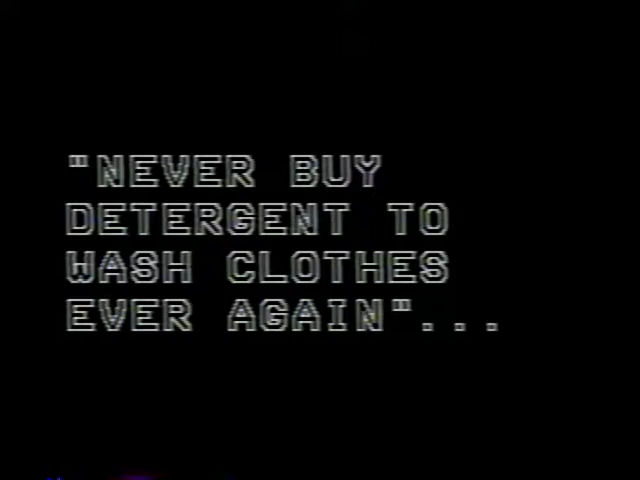 "NEVER BUY
DETERGENT TO
WASH CLOTHES
EVER AGAIN"...